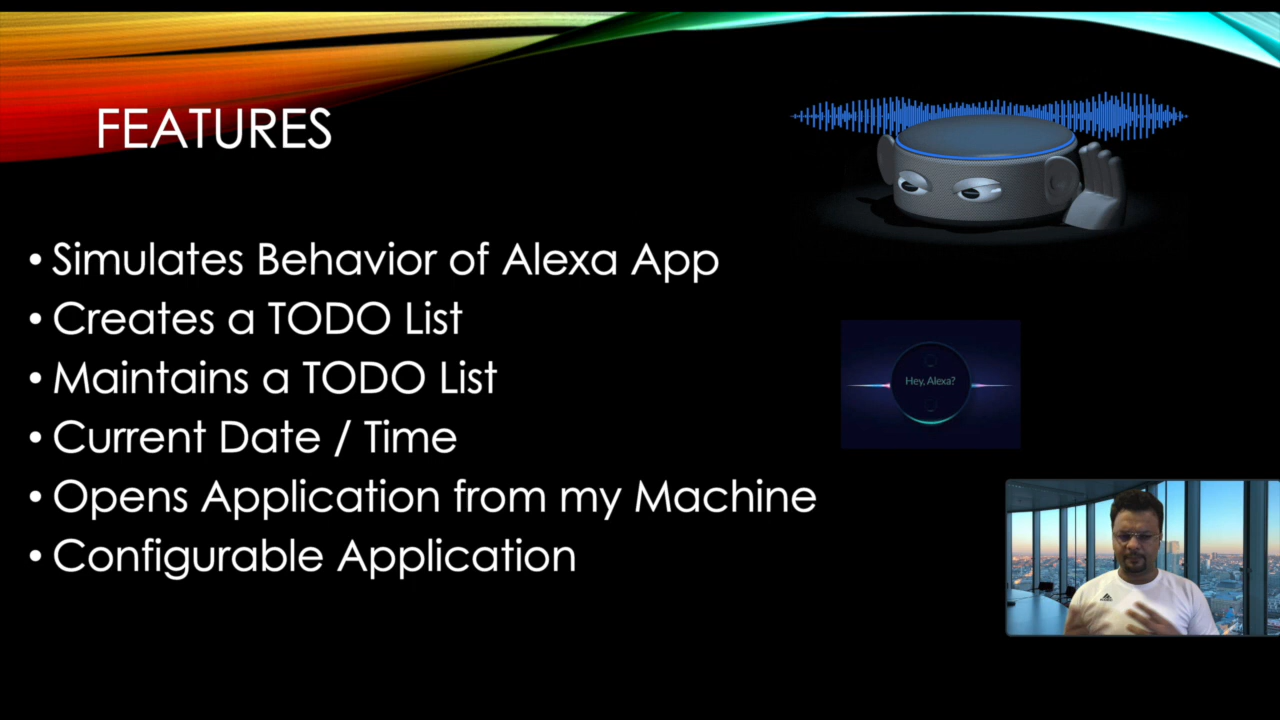 FEATURES
• Simulates Behavior of Alexa App
• Creates a TODO List
• Maintains a TODO List
• Current Date / Time
• Opens Application from my Machine
• Configurable Application
Hey, Alexa?